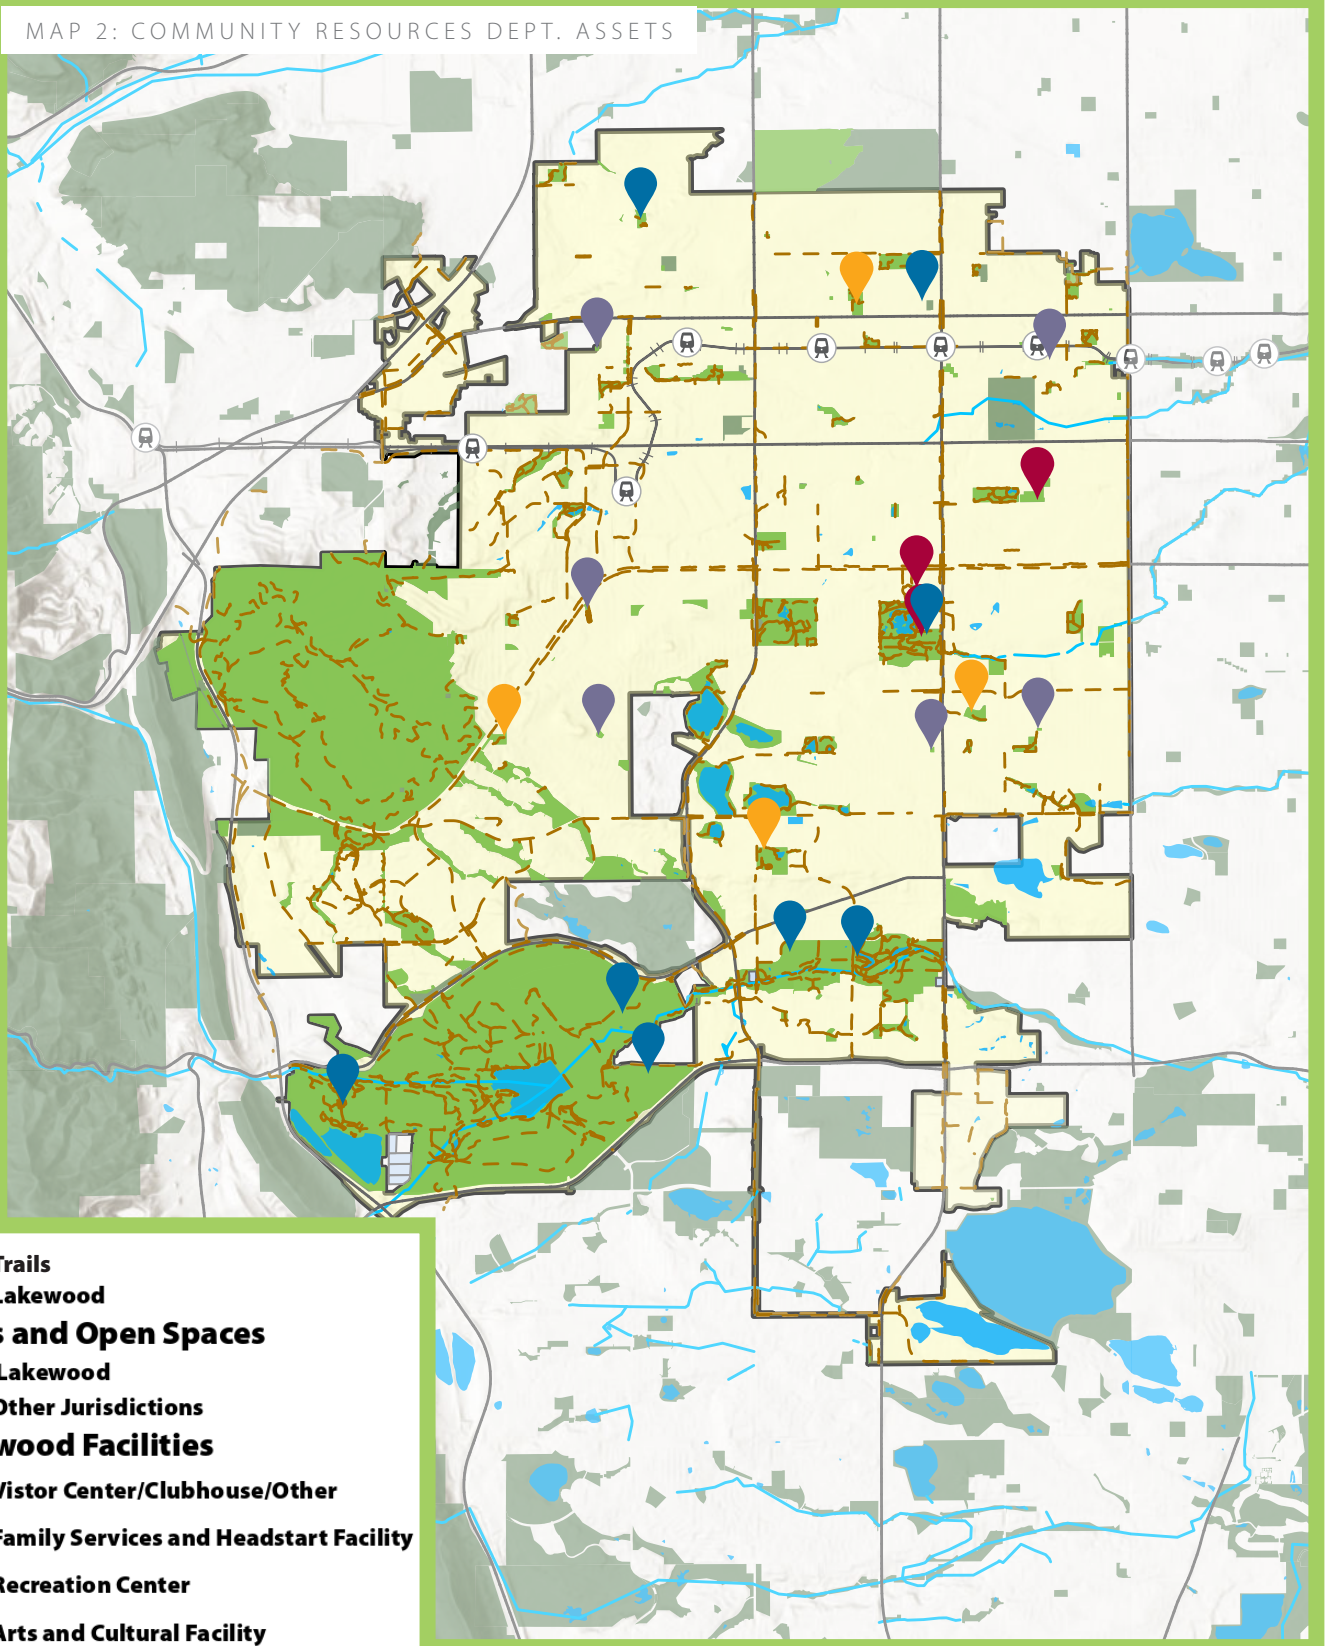 MAP 2: COMMUNITY RESOURCES DEPT. ASSETS
Trails
Lakewood
s and Open Spaces
Lakewood
Other Jurisdictions
wood Facilities
Vistor Center/Clubhouse/Other
Family Services and Headstart Facility
Recreation Center
Arts and Cultural Facility